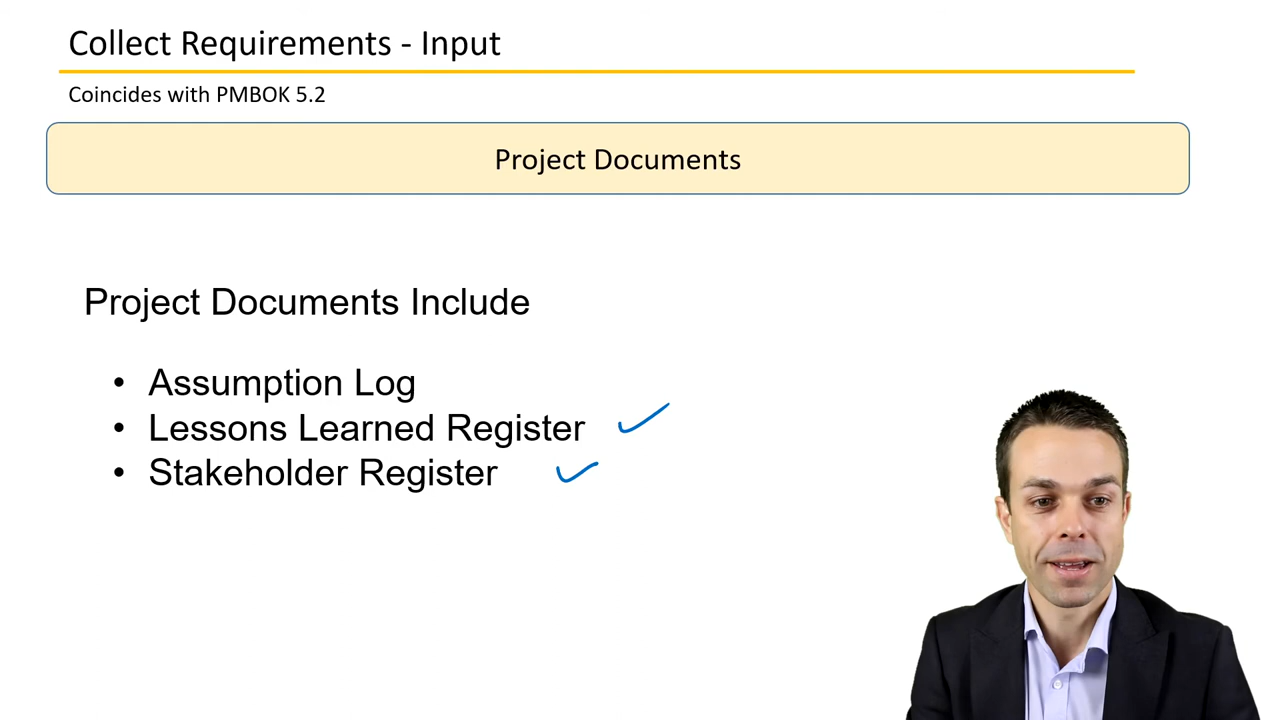 Collect Requirements - Input
Coincides with PMBOK 5.2
Project Documents
Project Documents Include
• Assumption Log
• Lessons Learned Register
• Stakeholder Register